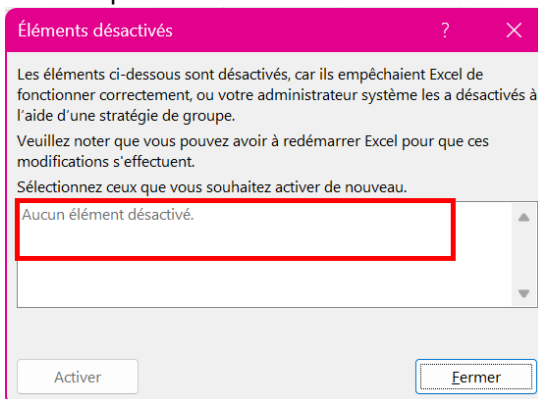 Éléments désactivés
Les éléments ci-dessous sont désactivés, car ils empêchaient Excel de
fonctionner correctement, ou votre administrateur système les a désactivés à
l'aide d'une stratégie de groupe.
Veuillez noter que vous pouvez avoir à redémarrer Excel pour que ces
modifications s'effectuent.
Sélectionnez ceux que vous souhaitez activer de nouveau.
Aucun élément désactivé.
Activer Fermer